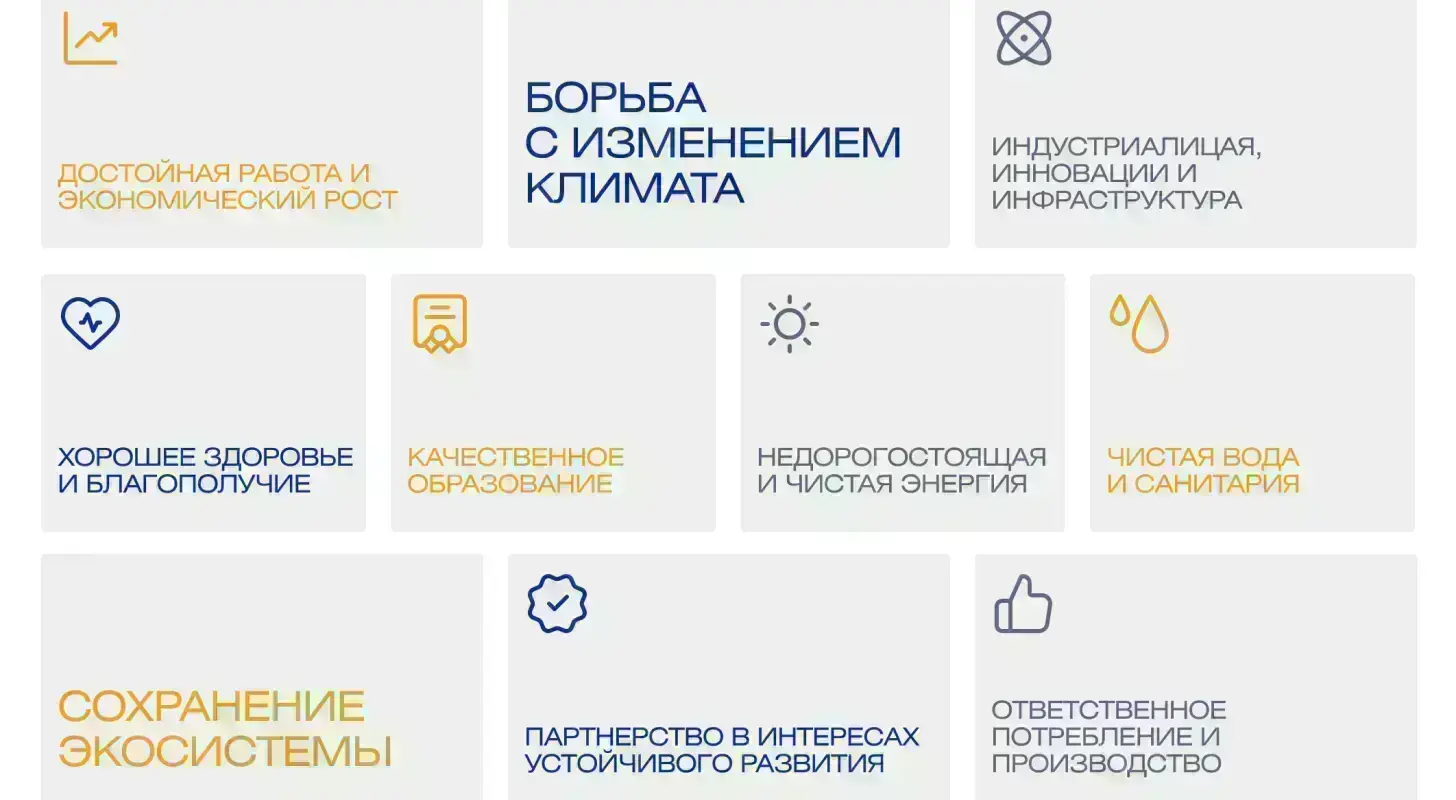 ДОСТОЙНАЯ РАБОТА И
ЭКОНОМИЧЕСКИЙ РОСТ
БОРЬБА
С ИЗМЕНЕНИЕМ
КЛИМАТА
ИНДУСТРИАЛИЦАЯ,
ИННОВАЦИИ И
ИНФРАСТРУКТУРА
ХОРОШЕЕ ЗДОРОВЬЕ
И БЛАГОПОЛУЧИЕ
КАЧЕСТВЕННОЕ
ОБРАЗОВАНИЕ
НЕДОРОГОСТОЯЩАЯ
И ЧИСТАЯ ЭНЕРГИЯ
ЧИСТАЯ ВОДА
И САНИТАРИЯ
СОХРАНЕНИЕ
ЭКОСИСТЕМЫ
ПАРТНЕРСТВО В ИНТЕРЕСАХ
УСТОЙЧИВОГО РАЗВИТИЯ
ОТВЕТСТВЕННОЕ
ПОТРЕБЛЕНИЕ И
ПРОИЗВОДСТВО